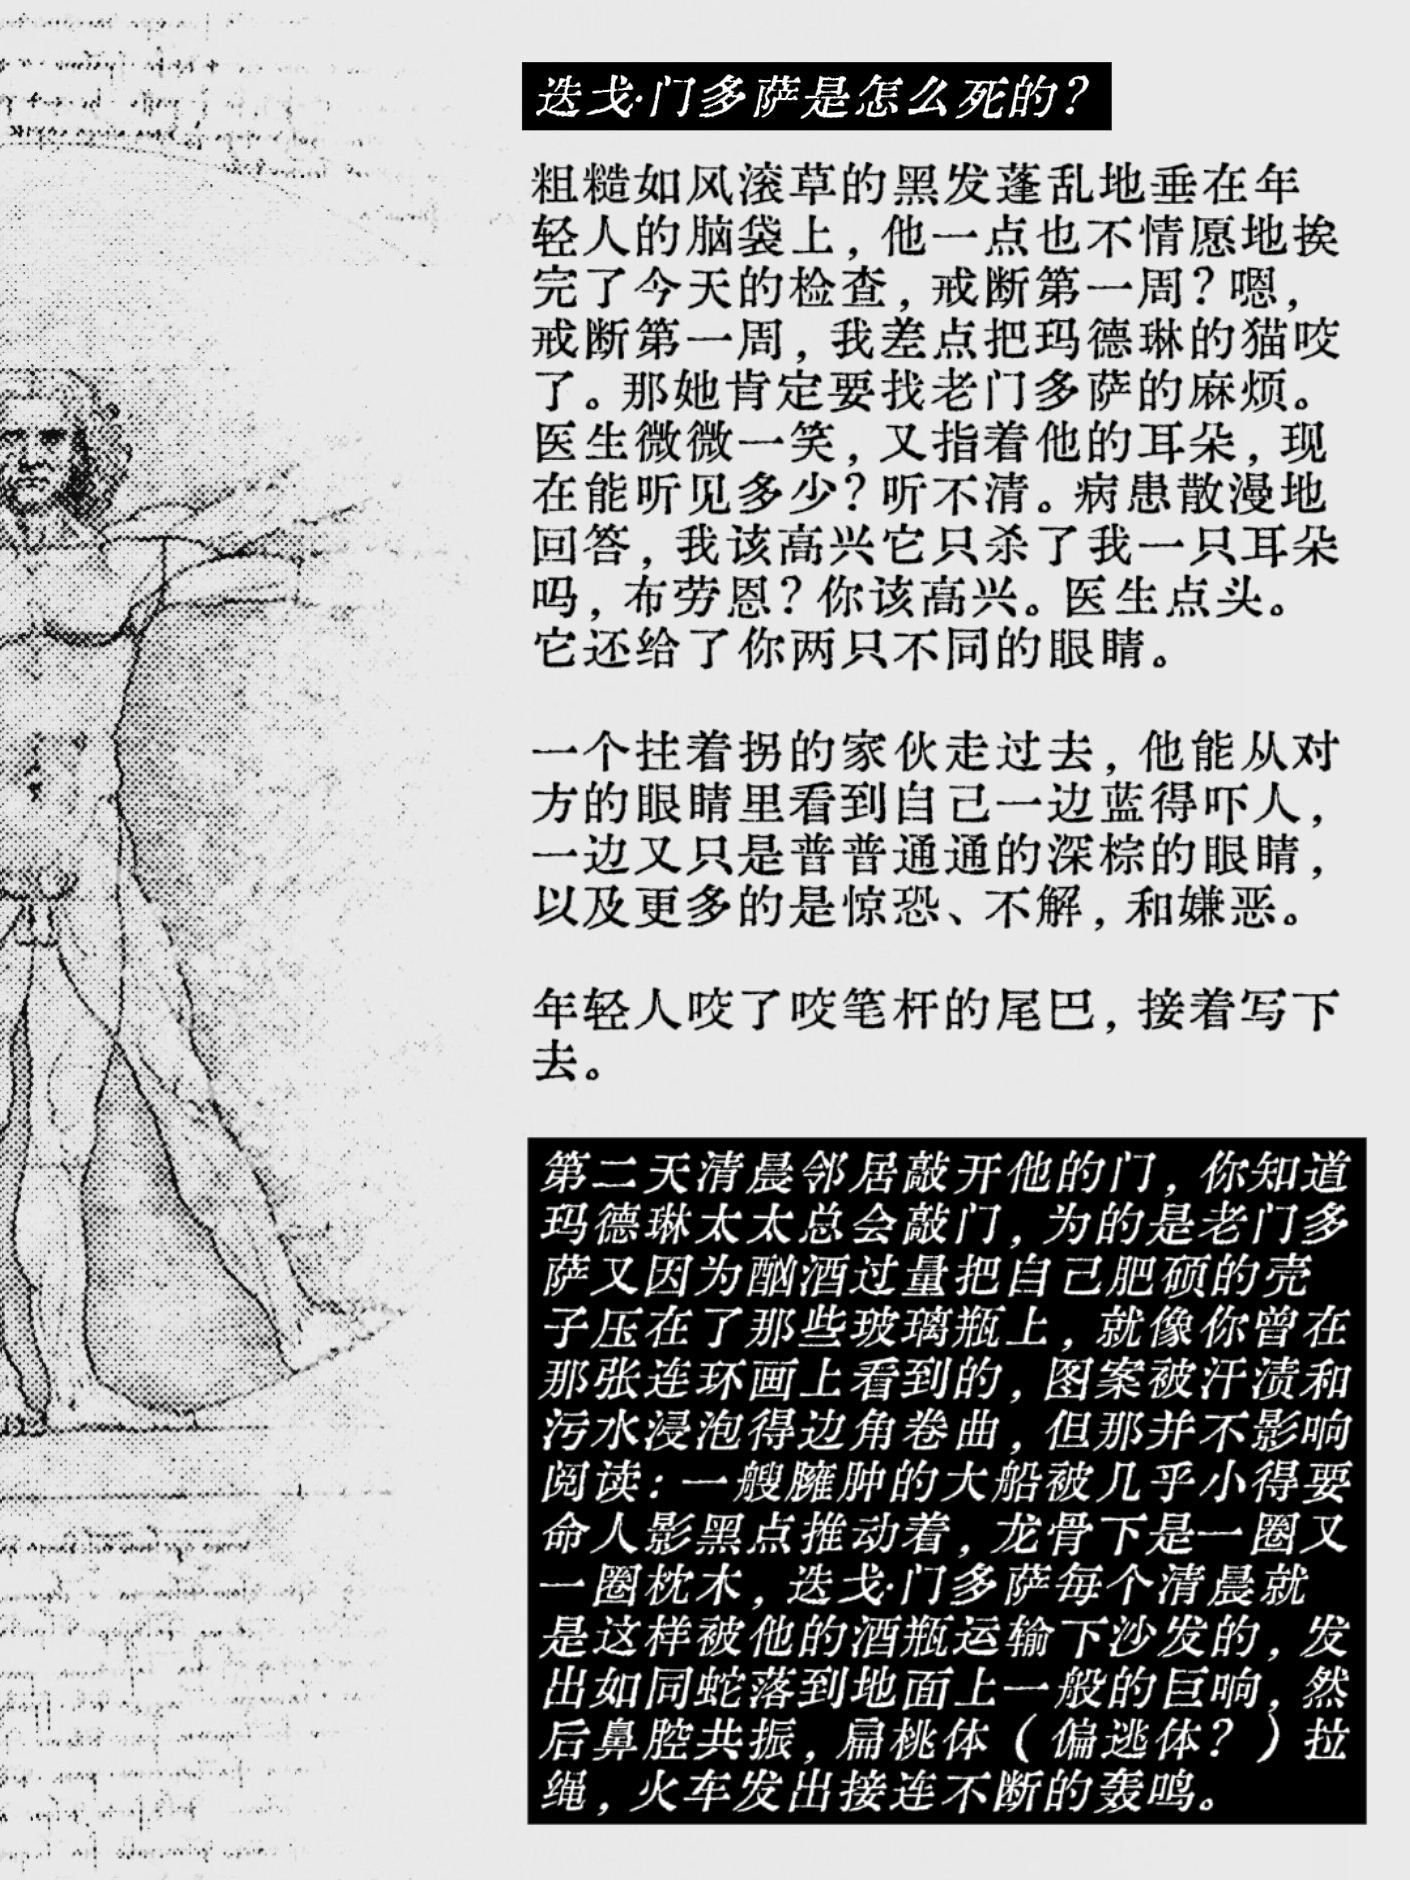 迭戈·门多萨是怎么死的？
粗糙如风滚草的黑发蓬乱地垂在年
轻人的脑袋上，他一点也不情愿地挨
完了今天的检查，戒断第一周？嗯，
戒断第一周，我差点把玛德琳的猫咬
了。那她肯定要找老门多萨的麻烦。
医生微微一笑，又指着他的耳朵，现
在能听见多少？听不清。病患散漫地
回答，我该高兴它只杀了我一只耳朵
吗，布劳恩？你该高兴。医生点头。
它还给了你两只不同的眼睛。
一个拄着拐的家伙走过去，他能从对
方的眼睛里看到自己一边蓝得吓人，
一边又只是普普通通的深棕的眼睛，
以及更多的是惊恐、不解，和嫌恶。
年轻人咬了咬笔杆的尾巴，接着写下
去。
第二天清晨邻居敲开他的门，你知道
玛德琳太太总会敲门，为的是老门多
萨又因为酗酒过量把自己肥硕的壳
子压在了那些玻璃瓶上，就像你曾在
那张连环画上看到的，图案被汗渍和
污水浸泡得边角卷曲，但那并不影响
阅读：一艘臃肿的大船被几乎小得要
命人影黑点推动着，龙骨下是一圈又
一圈枕木，迭戈·门多萨每个清晨就
是这样被他的酒瓶运输下沙发的，发
出如同蛇落到地面上一般的巨响，然
后鼻腔共振，扁桃体（偏逃体？）拉
绳，火车发出接连不断的轰鸣。